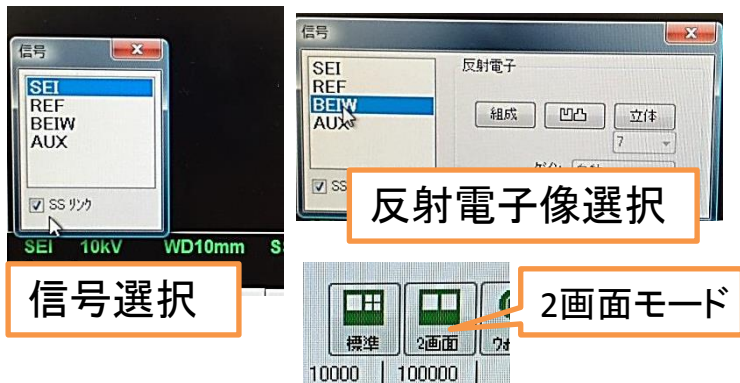 信号
SEI
REF
BEIW
AUX
SS リンク
SEI 10kV WD10mm
信号選択
信号
SEI
REF
BEIW
AUX
反射電子
組成 凹凸 立体
7
SS
反射電子像選択
標準 2画面
10000 100000
2画面モード